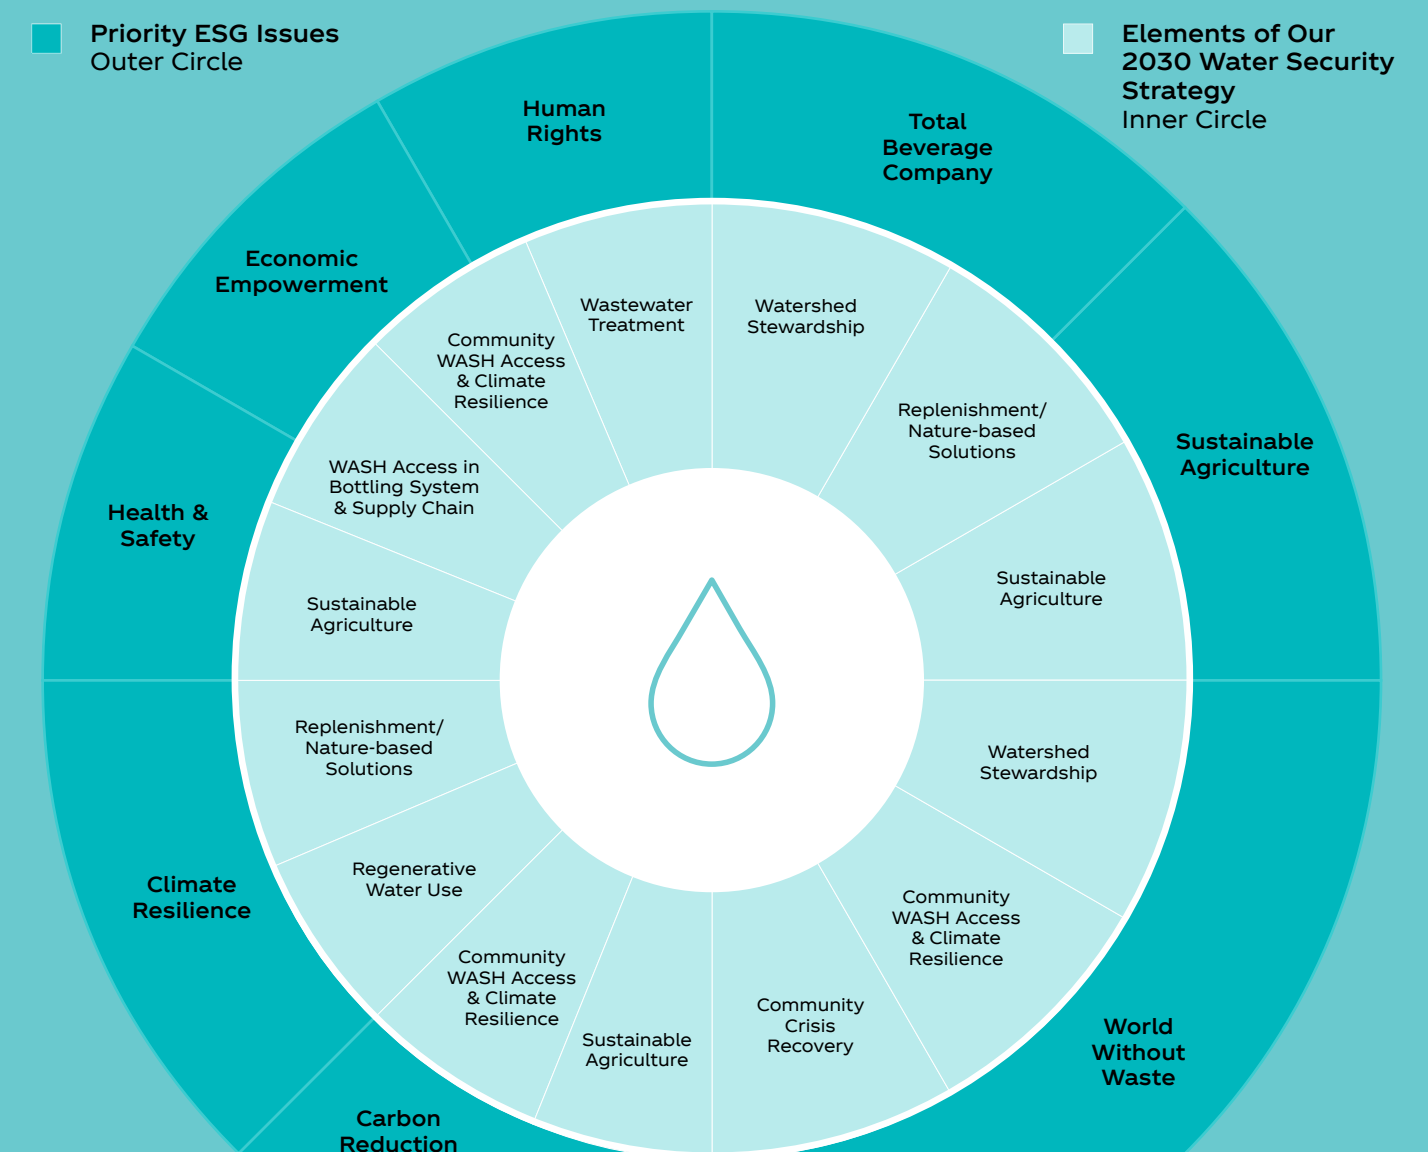 Priority ESG Issues
Outer Circle
Elements of Our
2030 Water Security
Strategy
Inner Circle
Human
Rights
Total
Beverage
Company
Sustainable
Agriculture
World
Without
Waste
Carbon
Reduction
Climate
Resilience
Health &
Safety
Economic
Empowerment
Wastewater
Treatment
Watershed
Stewardship
Replenishment/
Nature-based
Solutions
Sustainable
Agriculture
Watershed
Stewardship
Community
WASH Access
& Climate
Resilience
Community
Crisis
Recovery
Sustainable
Agriculture
Community
WASH Access
& Climate
Resilience
Regenerative
Water Use
Replenishment/
Nature-based
Solutions
Sustainable
Agriculture
WASH Access in
Bottling System
& Supply Chain
Community
WASH Access
& Climate
Resilience